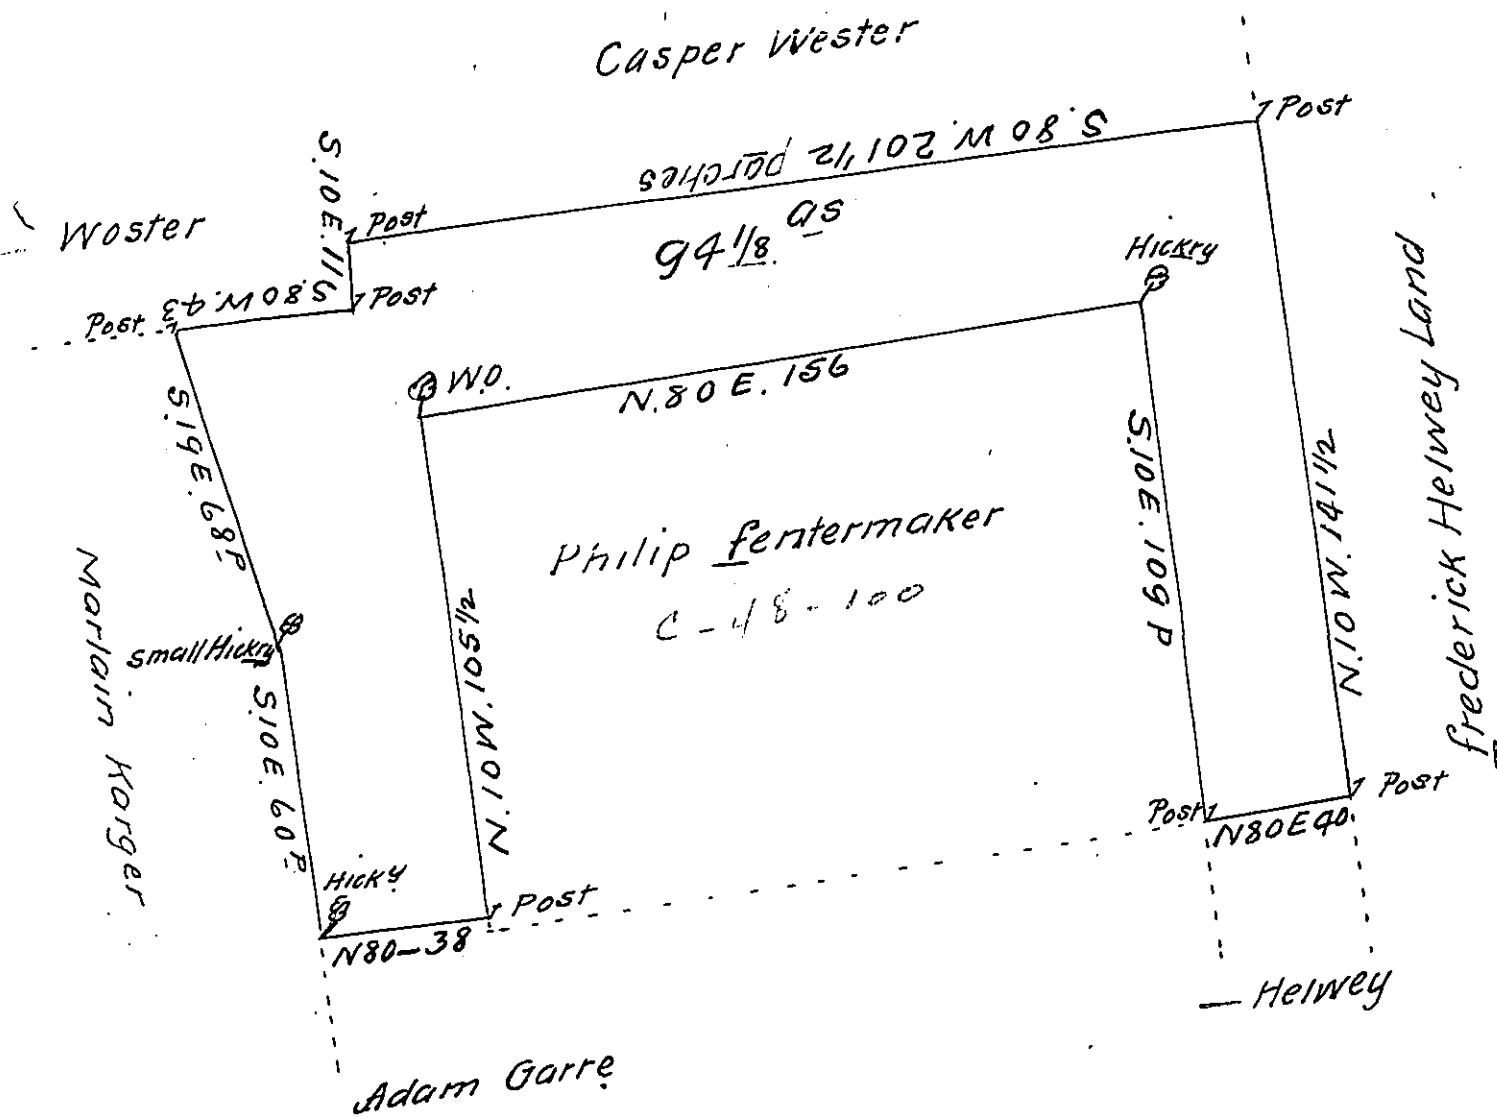 Casper Wester
Post
S. 80 W. 201 1/2 parches
S. 10 E. 116
Post
Woster
94 1/8 as
Hickry
Post
S. 80 W. 43
Post
W.O.
N. 80 E. 156
S. 19 E. 68 P
Philip fentermaker
C-48-100
S. 10 E. 109 P
N. 10 W. 141 1/2
frederick Helwey Land
Small Hickry
N. 10 W. 105 1/2
Marlain Karger
S. 10 E. 60 P
Hicky
Post
N80-38
Post
N80E40
Post
Helwey
Adam Garre